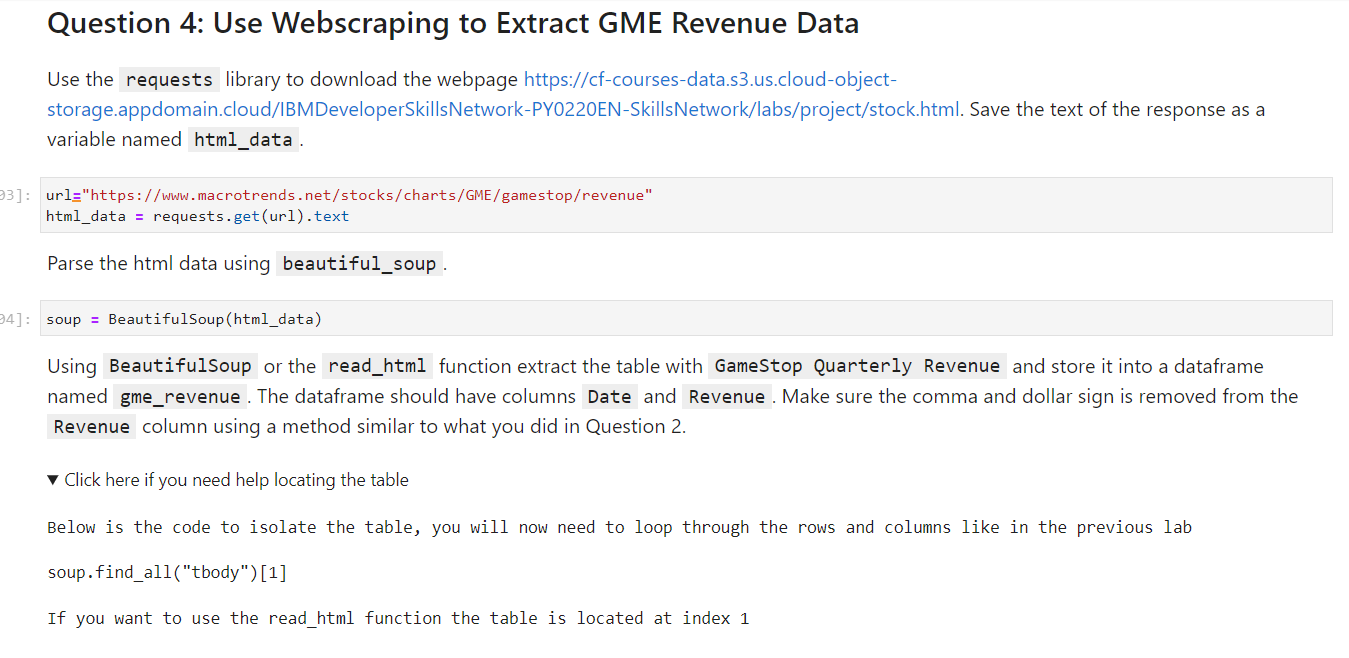 Question 4: Use Webscraping to Extract GME Revenue Data
Use the requests library to download the webpage https://cf-courses-data.s3.us.cloud-object-
storage.appdomain.cloud/IBMDeveloperSkillsNetwork-PY0220EN-SkillsNetwork/labs/project/stock.html. Save the text of the response as a
variable named html_data.
03]: url="https://www.macrotrends.net/stocks/charts/GME/gamestop/revenue"
html_data = requests.get(url).text
Parse the html data using beautiful_soup.
04]: soup = BeautifulSoup(html_data)
Using BeautifulSoup or the read_html function extract the table with GameStop Quarterly Revenue and store it into a dataframe
named gme_revenue. The dataframe should have columns Date and Revenue. Make sure the comma and dollar sign is removed from the
Revenue column using a method similar to what you did in Question 2.
▼ Click here if you need help locating the table
Below is the code to isolate the table, you will now need to loop through the rows and columns like in the previous lab
soup.find_all("tbody")[1]
If you want to use the read_html function the table is located at index 1